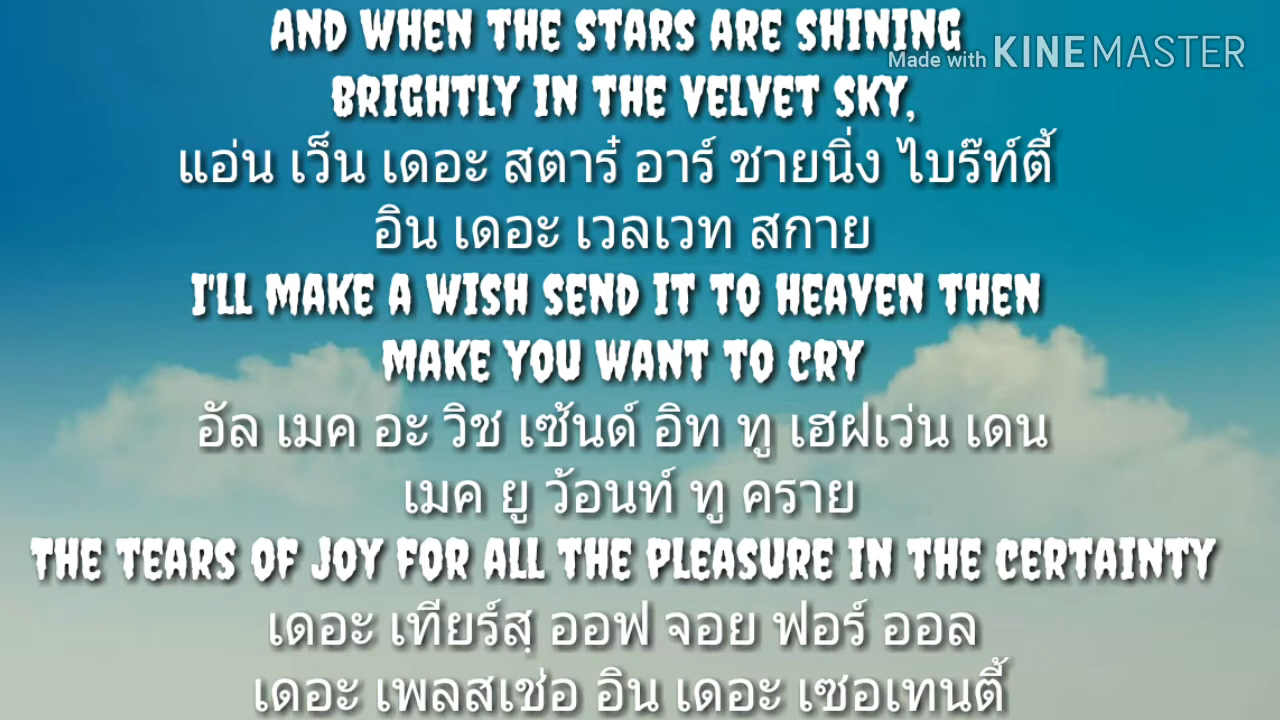 AND WHEN THE STARS ARE SHINING
Made with KINEMASTER
BRIGHTLY IN THE VELVET SKY,
แอ่น เว็น เดอะ สตาร๋ อาร์ ชายนิ่ง ไบร๊ท์ตี้
อิน เดอะ เวลเวท สกาย
I'LL MAKE A WISH SEND IT TO HEAVEN THEN
MAKE YOU WANT TO CRY
อัล เมค อะ วิช เซ้นด์ อิท ทู เฮฝเว่น เดน
เมค ยู ว้อนท์ ทู คราย
THE TEARS OF JOY FOR ALL THE PLEASURE IN THE CERTAINTY
เดอะ เทียร์สฺ ออฟ จอย ฟอร์ ออล
เดอะ เพลสเช่อ อิน เดอะ เซอเทนตี้